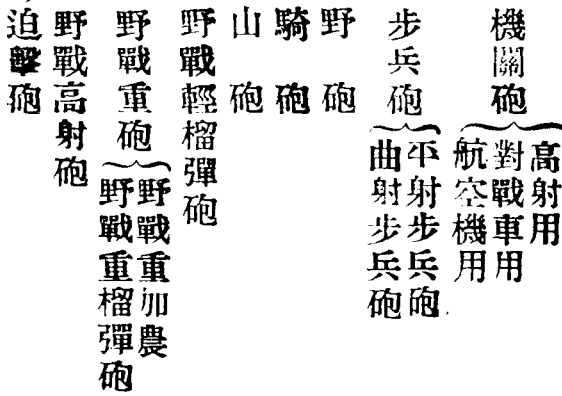 機關砲
高射用
對戰車用
航空機用
步兵砲
平射步兵砲
曲射步兵砲
野砲
騎砲
山砲
野戰輕榴彈砲
野戰重砲
野戰重加農
野戰重榴彈砲
野戰高射砲
迫擊砲